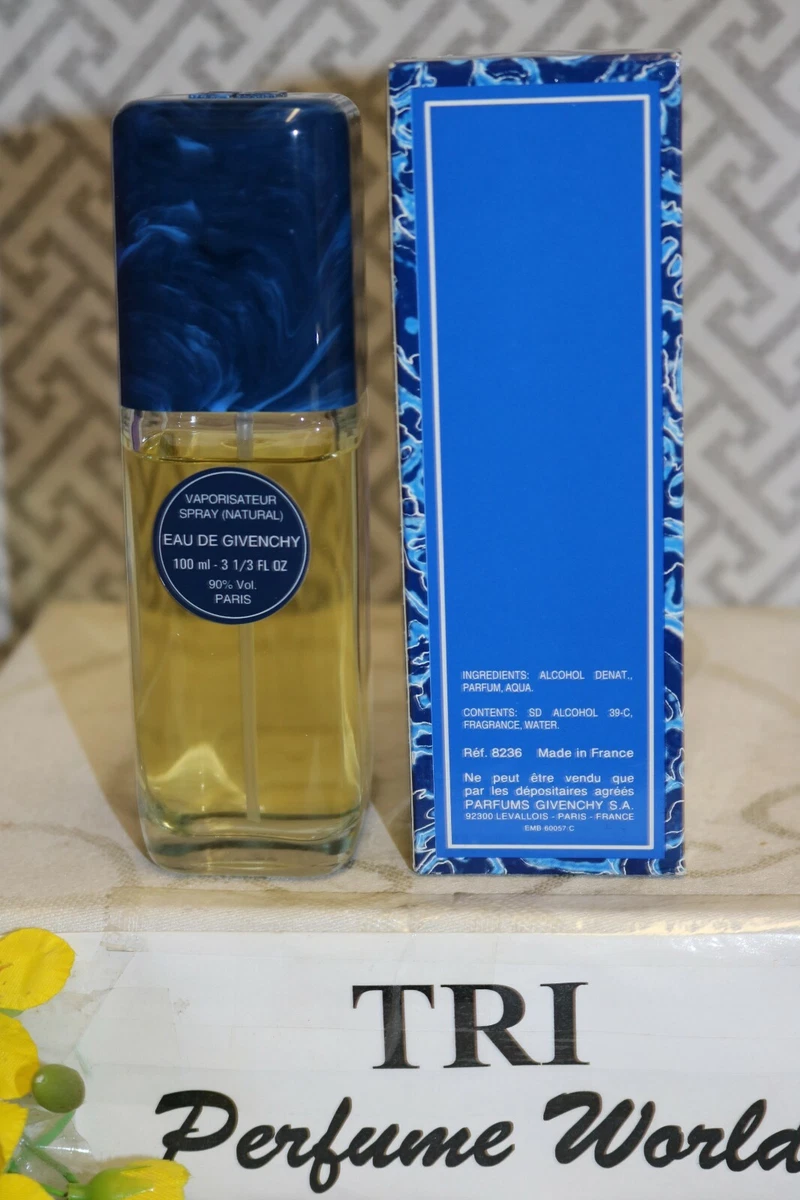 VAPORISATEUR
SPRAY (NATURAL)
EAU DE GIVENCHY
100 ml - 3 1/3 FL OZ
90% Vol.
PARIS
INGREDIENTS: ALCOHOL DENAT.,
PARFUM, AQUA.
CONTENTS: SD ALCOHOL 39-C,
FRAGRANCE, WATER.
Réf. 8236 Made in France
Ne peut être vendu que
par les dépositaires agréés
PARFUMS GIVENCHY S.A.
92300 LEVALLOIS - PARIS - FRANCE
EMB 60057 C
TRI
Perfume World